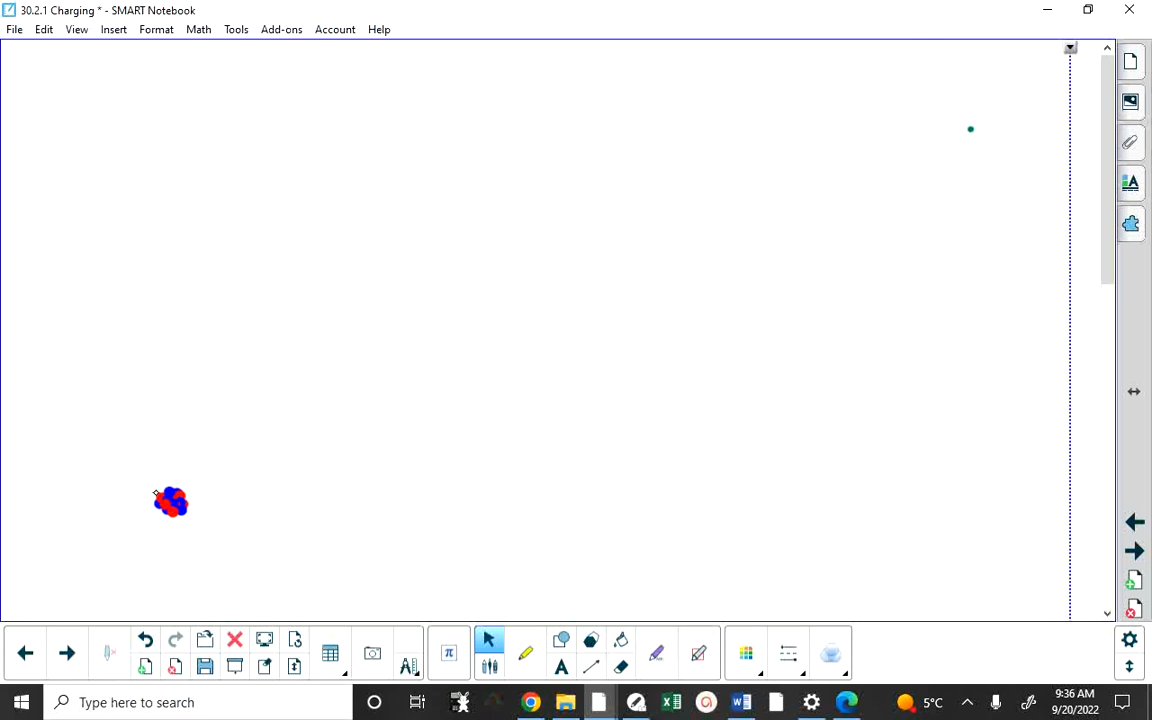 30.2.1 Charging * - SMART Notebook
File Edit View Insert Format Math Tools Add-ons Account Help
Type here to search
5°C
9:36 AM
9/20/2022